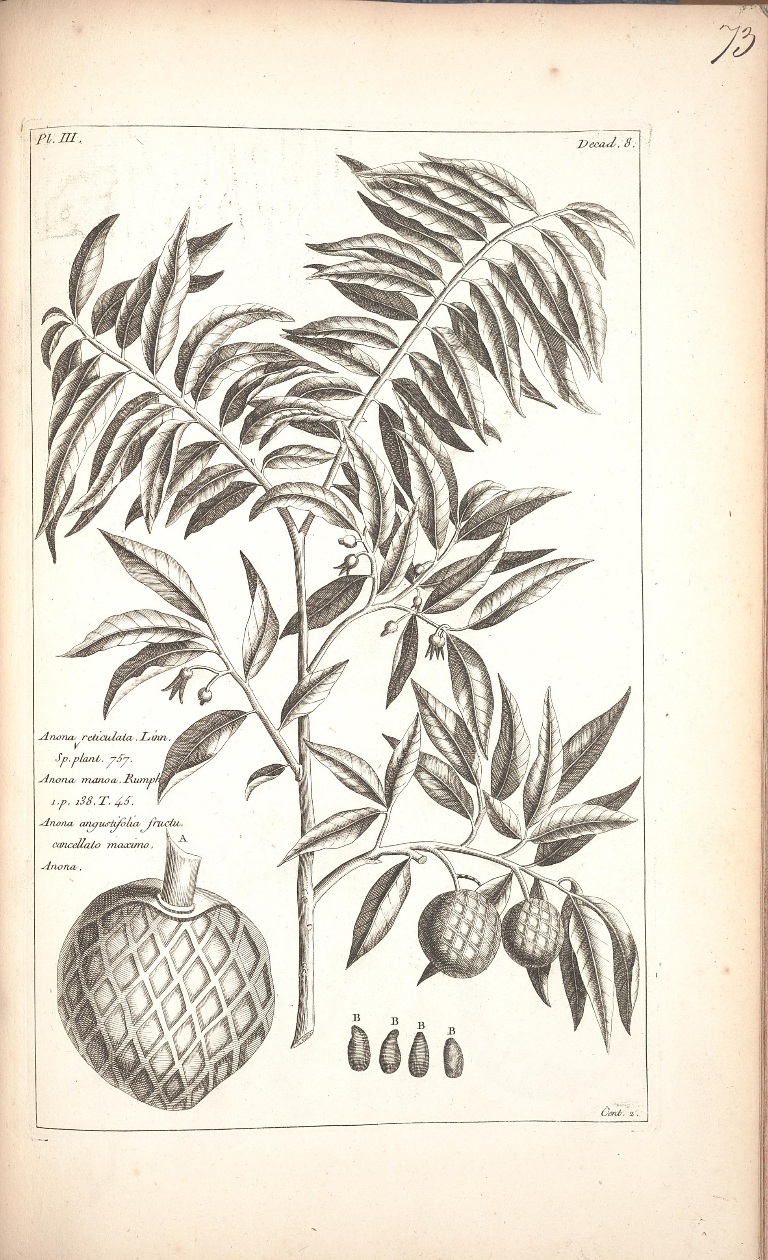 73
Pl. III.
Decad. 8.
Anona reticulata. Linn.
Sp. plant. 757.
Anona manoa. Rumph
1. p. 138. T. 45.
Anona angustifolia fructu.
cancellato maximo.
Anona.
A
B B B B
Cent. 2.